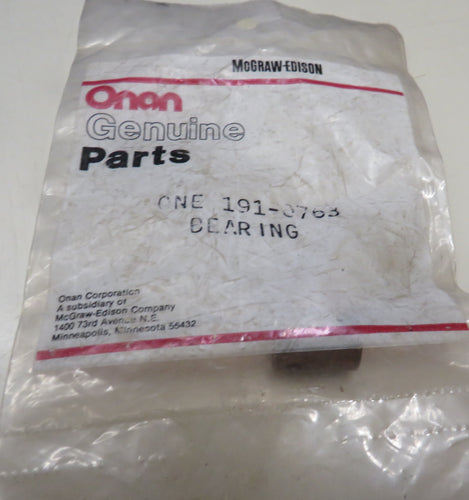 McGRAW-EDISON
Onan
Genuine
Parts
ONE 191-0763
BEARING
Onan Corporation
A subsidiary of
McGraw-Edison Company
1400 73rd Avenue N.E.
Minneapolis, Minnesota 55432